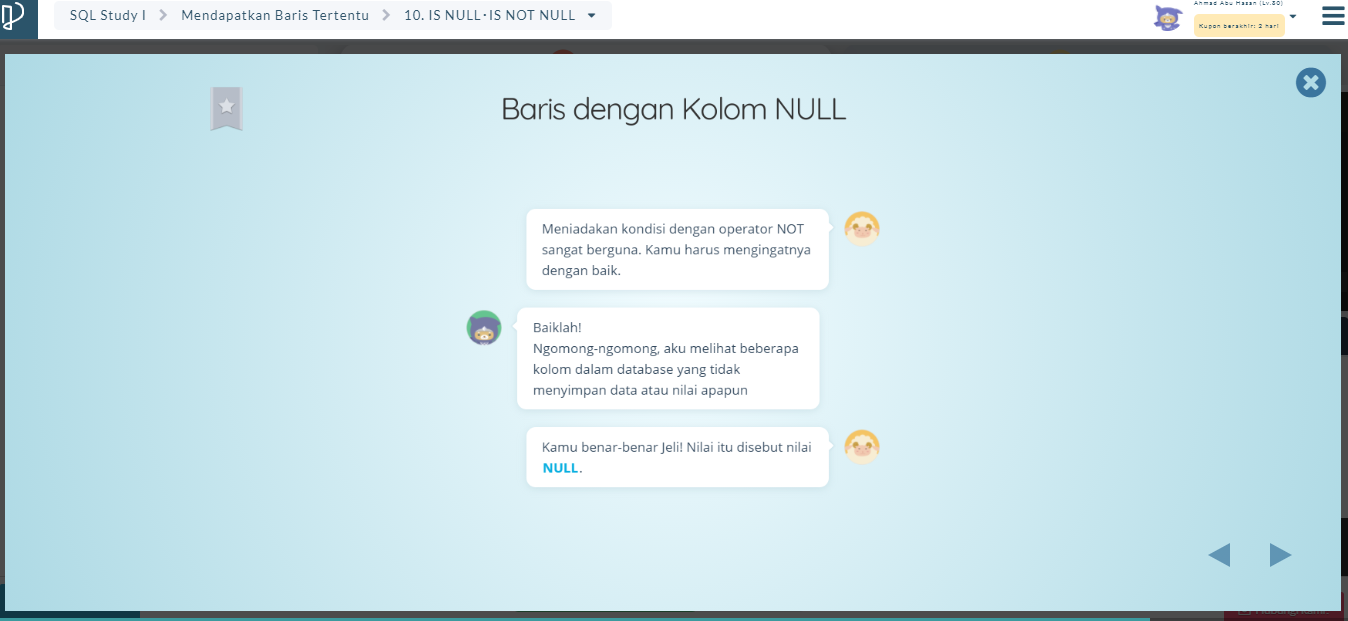 SQL Study I
Mendapatkan Baris Tertentu
10. IS NULL·IS NOT NULL
Ahmad Abu Hasan (Lv.80)
Kupon berakhir: 2 hari
Baris dengan Kolom NULL
Meniadakan kondisi dengan operator NOT
sangat berguna. Kamu harus mengingatnya
dengan baik.
Baiklah!
Ngomong-ngomong, aku melihat beberapa
kolom dalam database yang tidak
menyimpan data atau nilai apapun
Kamu benar-benar Jeli! Nilai itu disebut nilai
NULL.